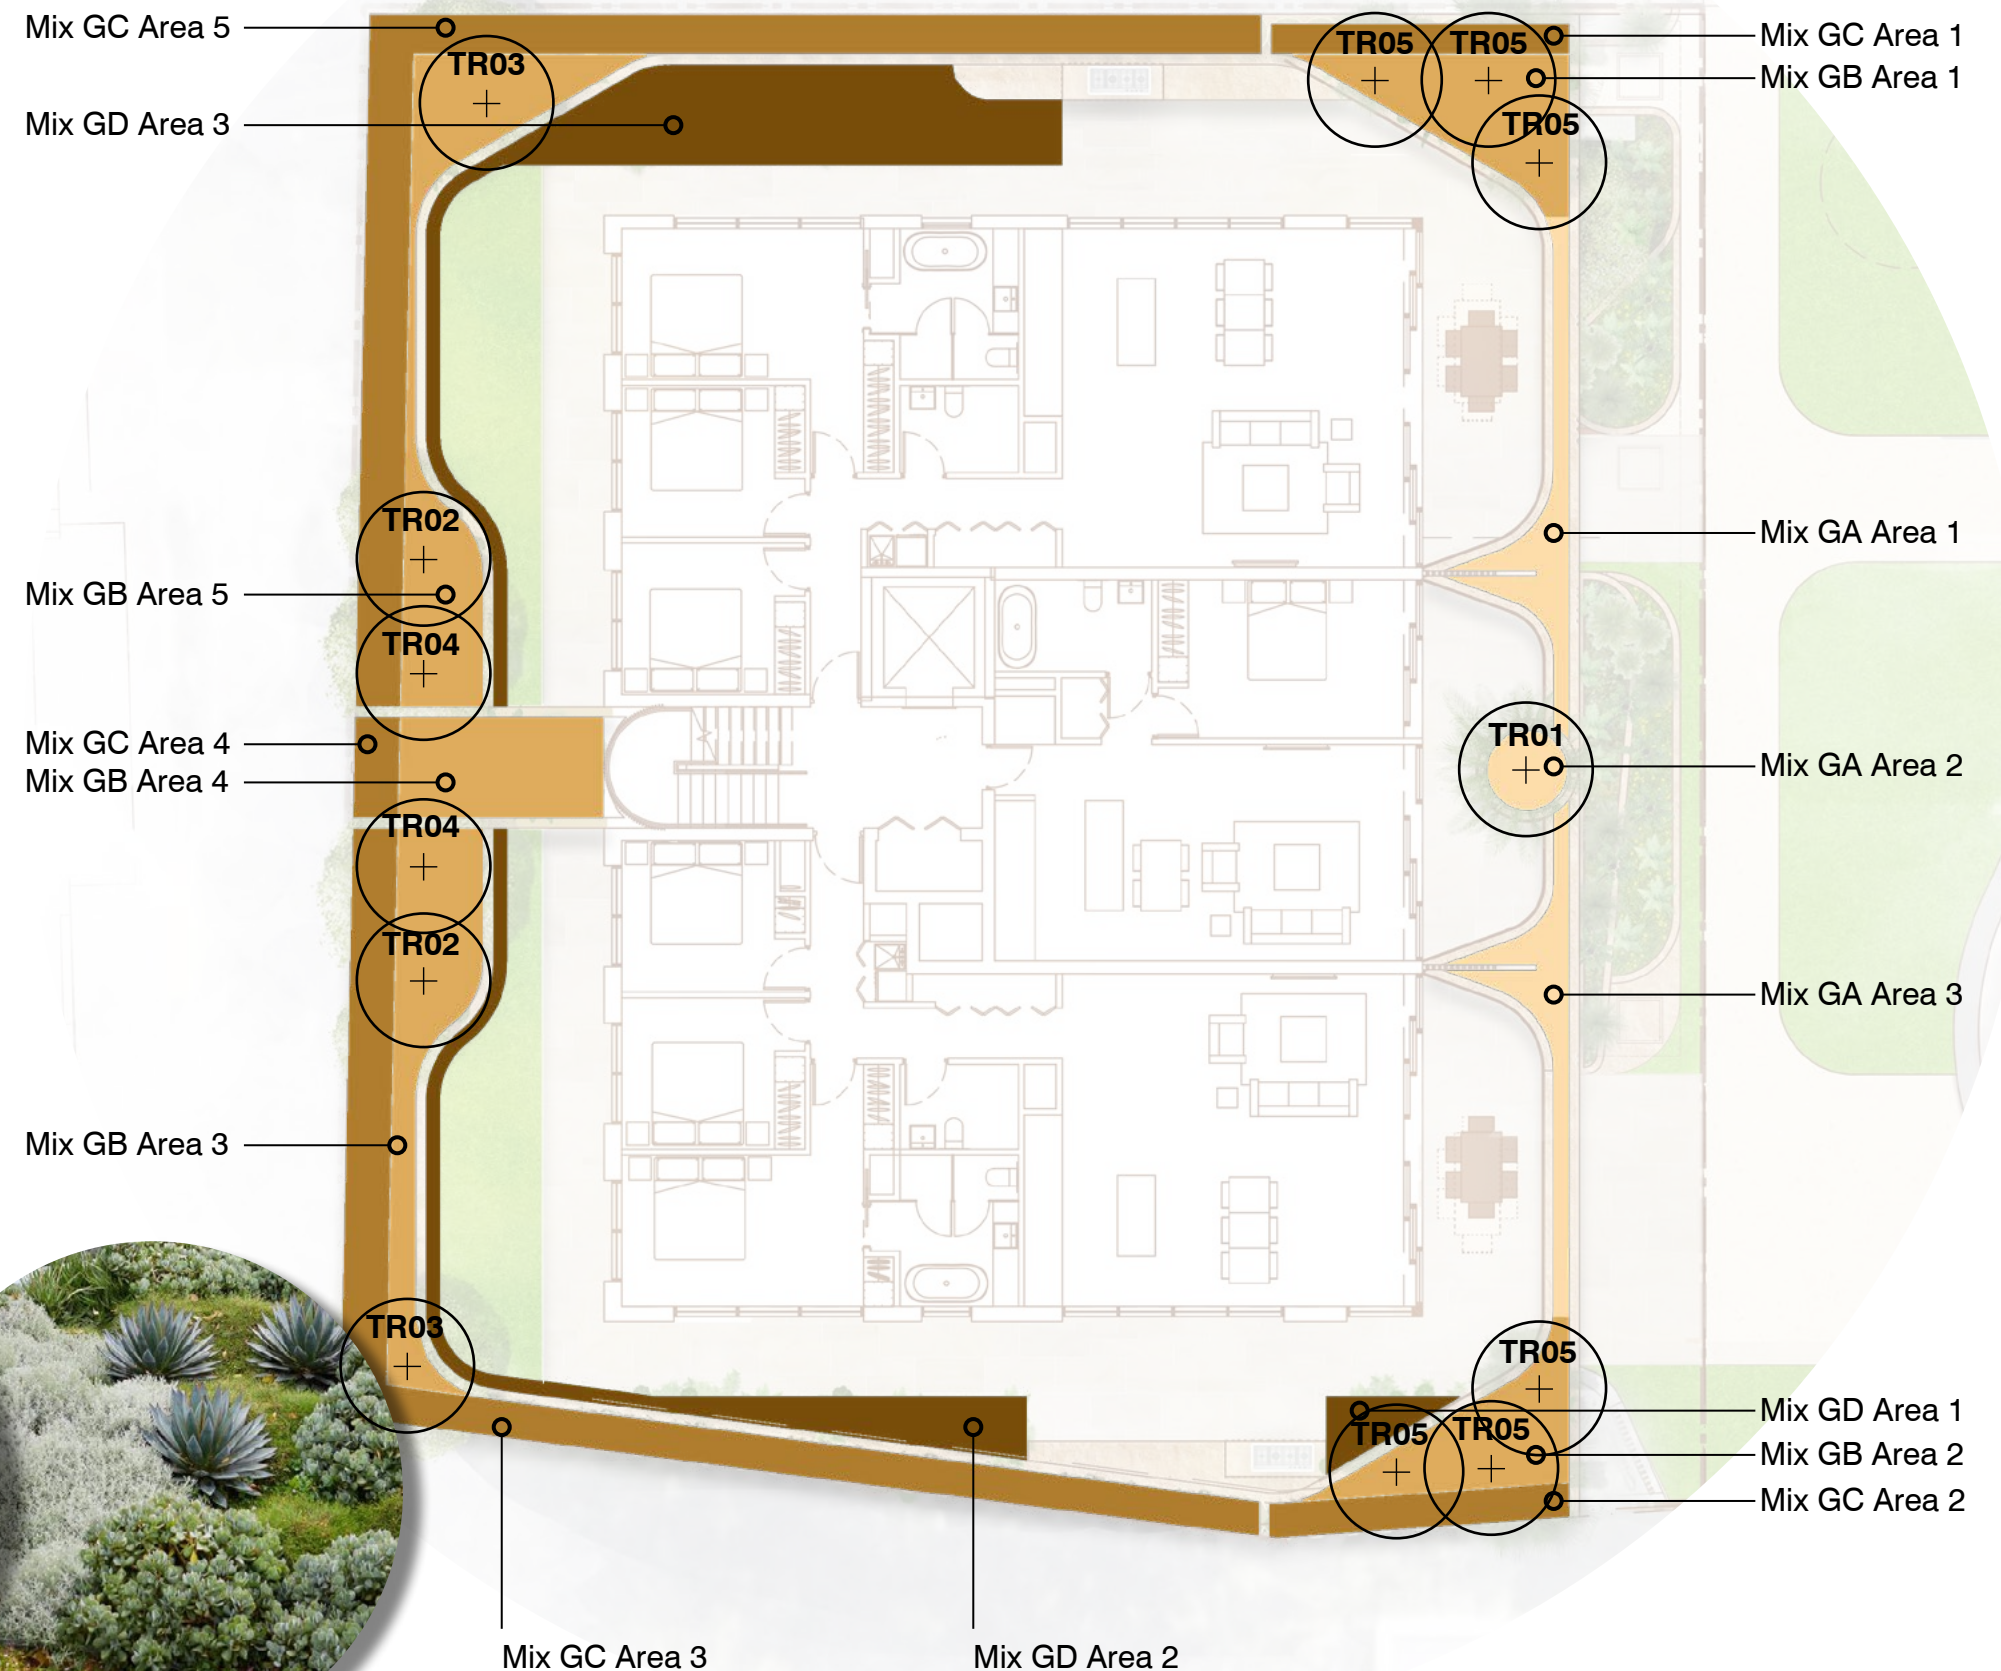 Mix GC Area 5
Mix GC Area 1
TR03
TR05
TR05
Mix GB Area 1
Mix GD Area 3
TR05
TR02
Mix GA Area 1
Mix GB Area 5
TR04
Mix GC Area 4
TR01
Mix GA Area 2
Mix GB Area 4
TR04
TR02
Mix GA Area 3
Mix GB Area 3
TR03
TR05
Mix GD Area 1
TR05
TR05
Mix GB Area 2
Mix GC Area 2
Mix GC Area 3
Mix GD Area 2